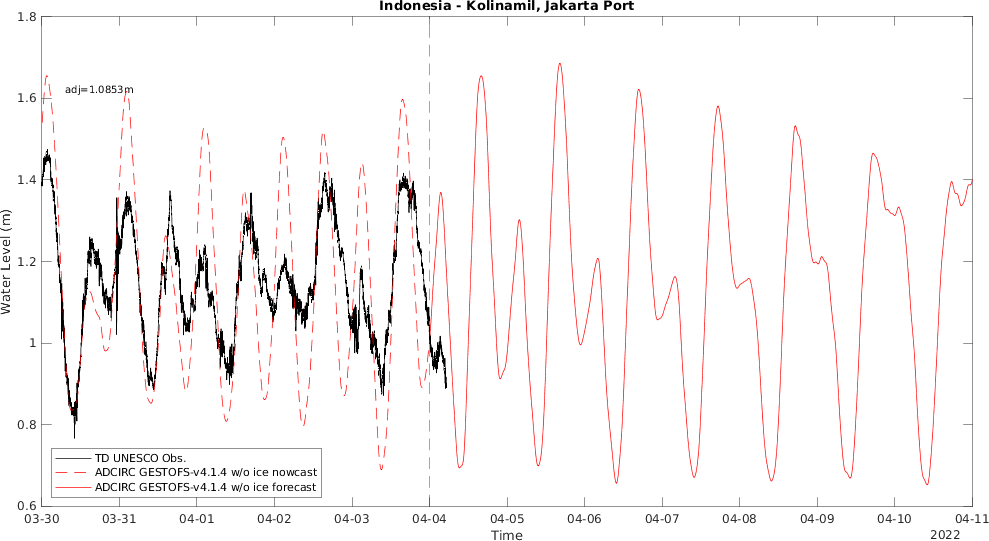 Indonesia - Kolinamil, Jakarta Port
1.8
1.6
1.4
1.2
1
0.8
0.6
Water Level (m)
adj=1.0853m
TD UNESCO Obs.
ADCIRC GESTOFS-v4.1.4 w/o ice nowcast
ADCIRC GESTOFS-v4.1.4 w/o ice forecast
03-30 03-31 04-01 04-02 04-03 04-04 04-05 04-06 04-07 04-08 04-09 04-10 04-11
Time
2022